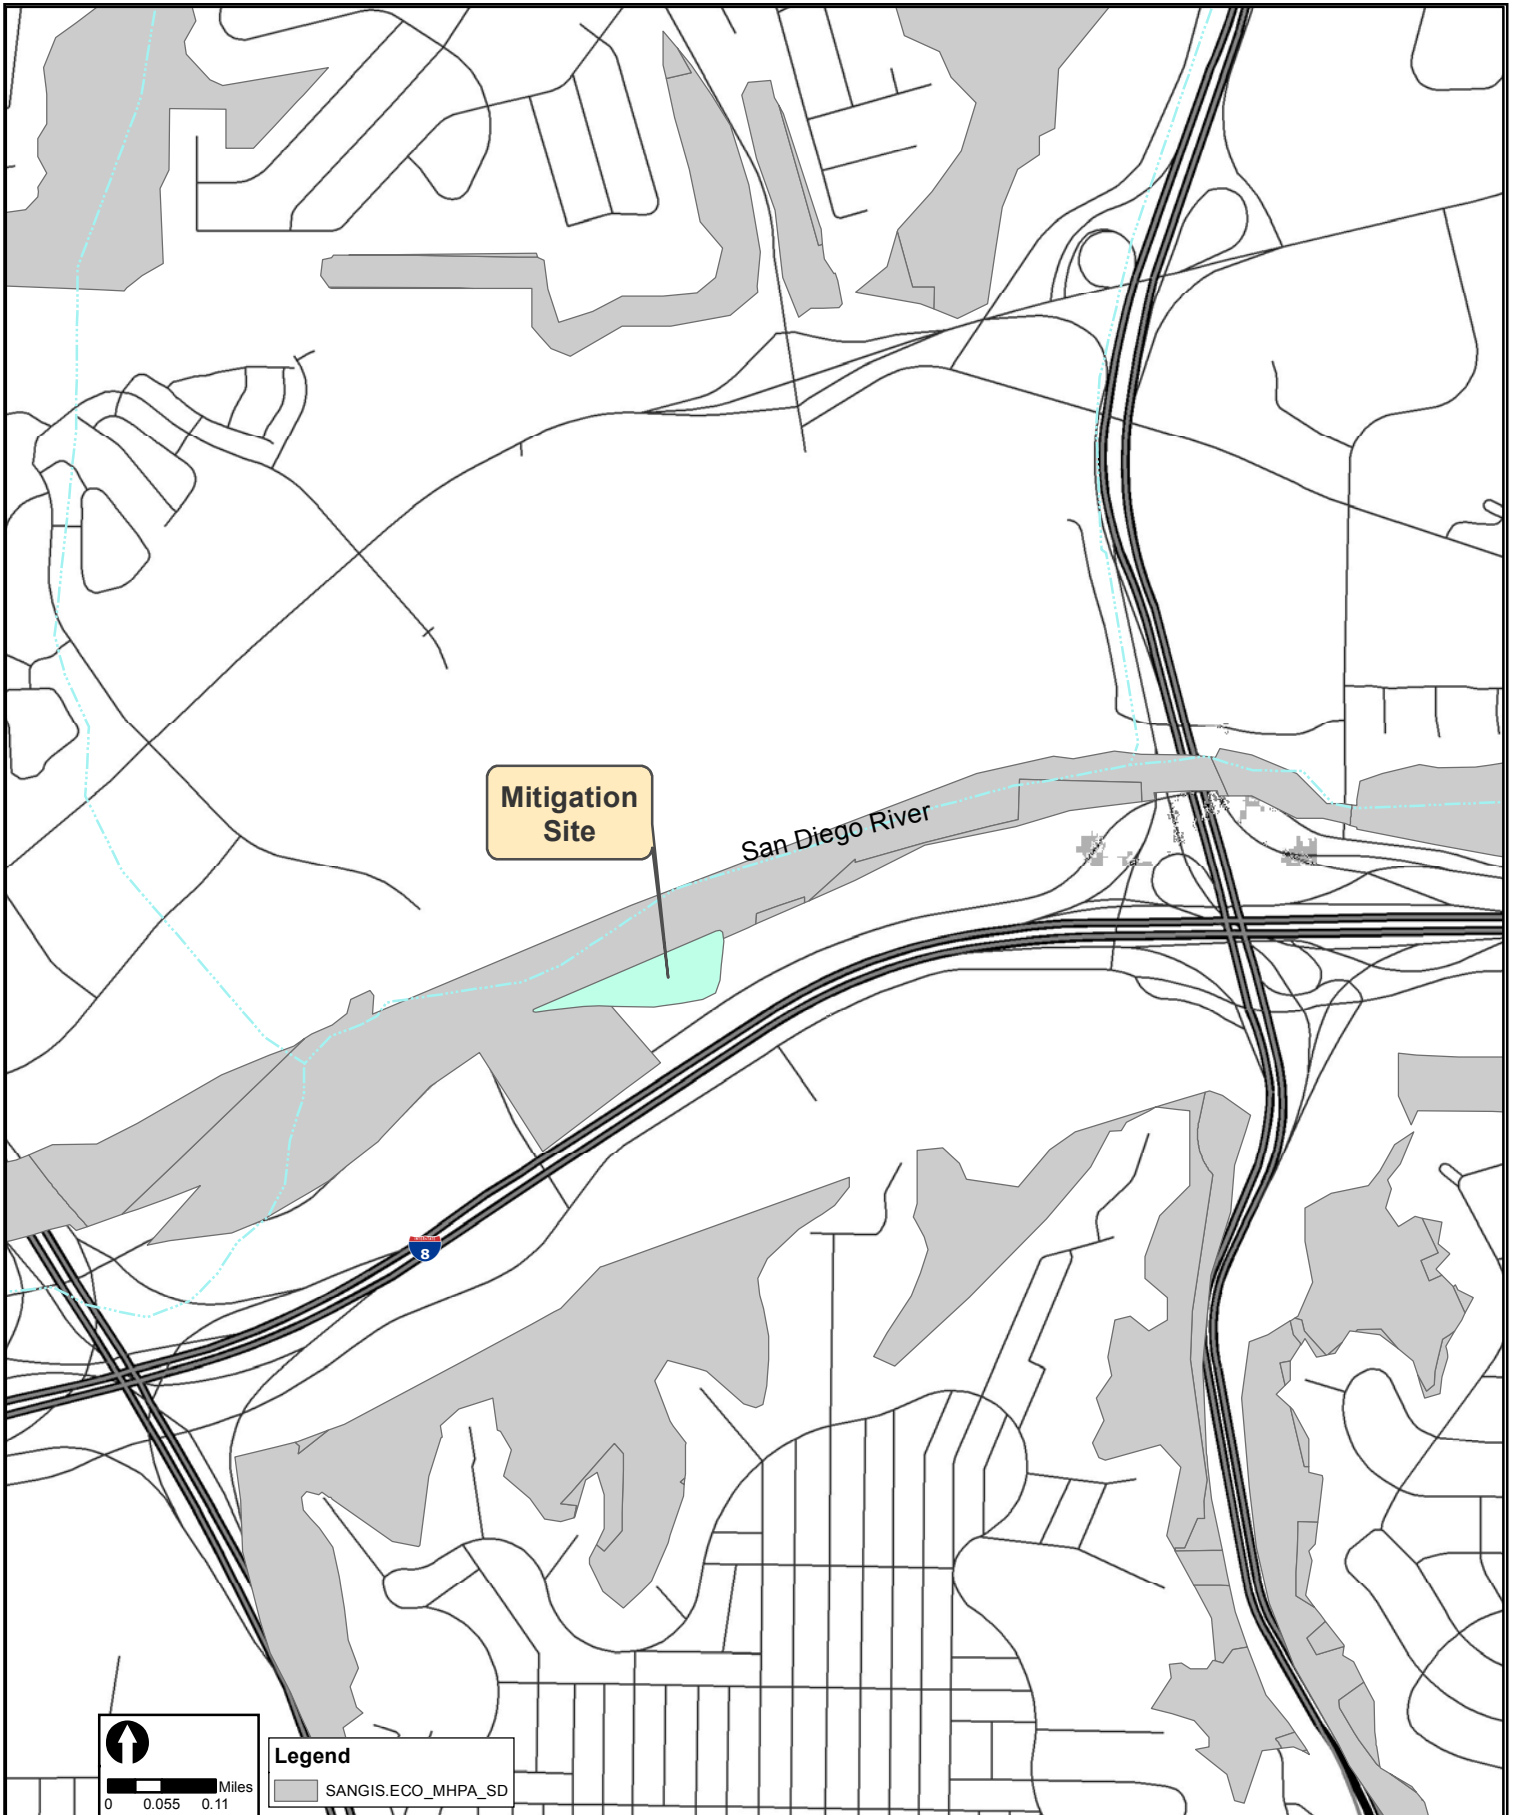 Mitigation
Site
San Diego River
8
Miles
0 0.055 0.11
Legend
SANGIS.ECO_MHPA_SD